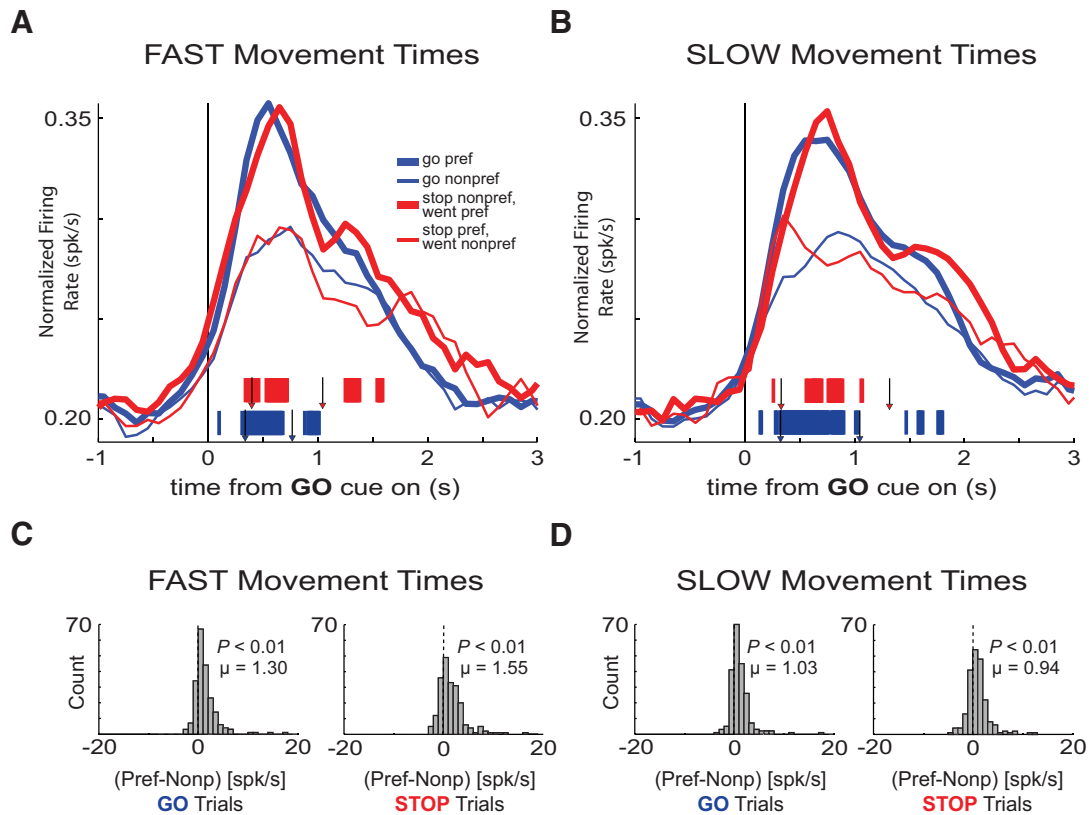 A
FAST Movement Times
0.35
Normalized Firing
Rate (spk/s)
0.20
go pref
go nonpref
stop nonpref,
went pref
stop pref,
went nonpref
-1 0 1 2 3
time from GO cue on (s)
B
SLOW Movement Times
0.35
Normalized Firing
Rate (spk/s)
0.20
-1 0 1 2 3
time from GO cue on (s)
C
FAST Movement Times
70
Count
P < 0.01
μ = 1.30
-20 0 20
(Pref-Nonp) [spk/s]
GO Trials
70
P < 0.01
μ = 1.55
-20 0 20
(Pref-Nonp) [spk/s]
STOP Trials
D
SLOW Movement Times
70
Count
P < 0.01
μ = 1.03
-20 0 20
(Pref-Nonp) [spk/s]
GO Trials
70
P < 0.01
μ = 0.94
-20 0 20
(Pref-Nonp) [spk/s]
STOP Trials